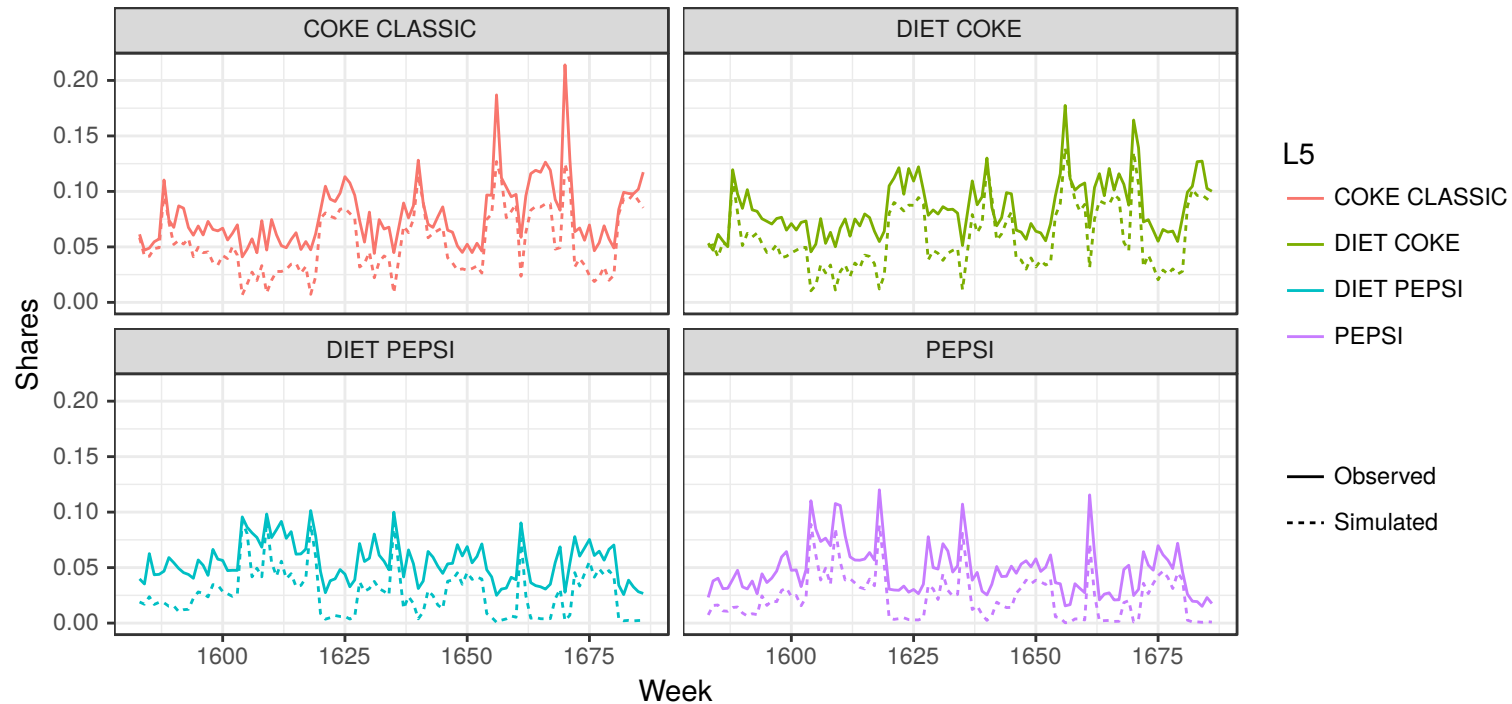 COKE CLASSIC
DIET COKE
0.20
0.15
0.10
0.05
0.00
DIET PEPSI
PEPSI
0.20
0.15
0.10
0.05
0.00
1600
1625
1650
1675
1600
1625
1650
1675
Week
Shares
L5
COKE CLASSIC
DIET COKE
DIET PEPSI
PEPSI
Observed
Simulated